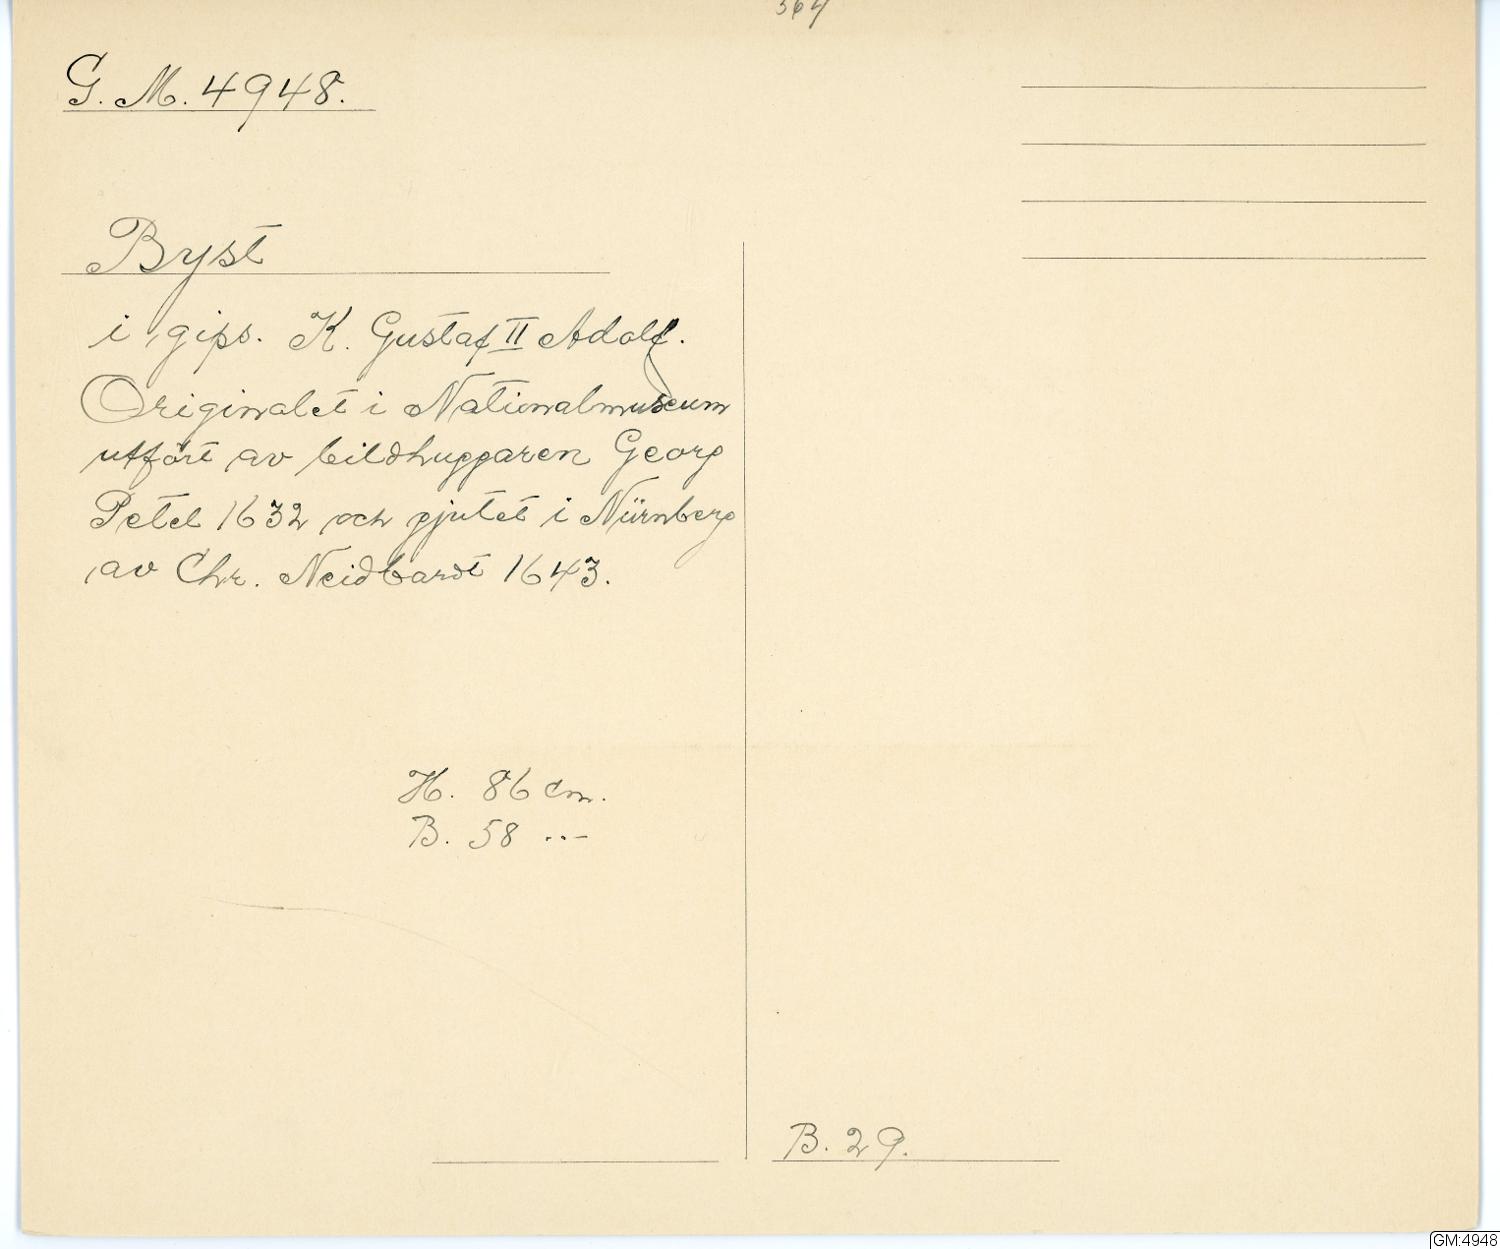 G. M. 4948.
Byst
i gips. K. Gustaf II Adolf.
Originalet i Nationalmuseum
utfört av bildhuggaren Georg
Petel 1632 och gjutet i Nürnberg
av Chr. Neidhardt 1643.
H. 86 cm.
B. 58 ..–
B. 29.
GM:4948